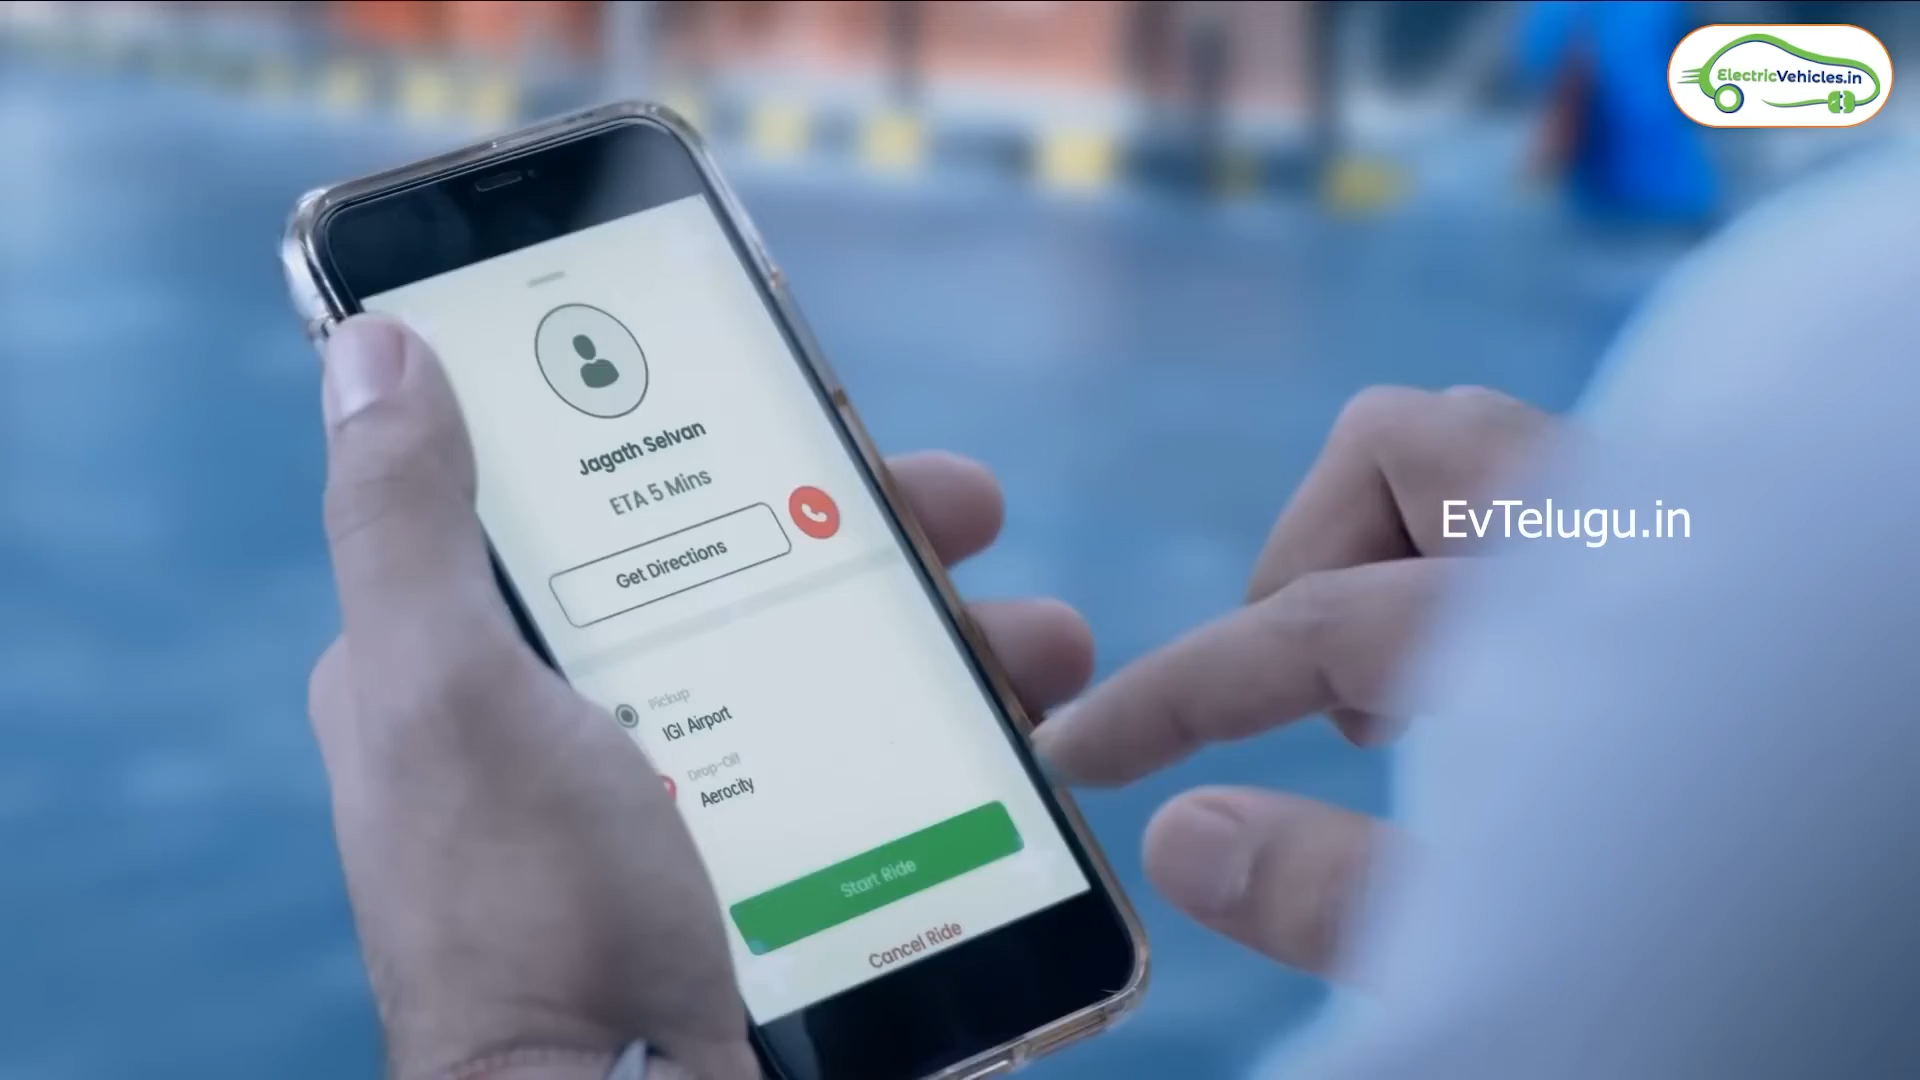 ElectricVehicles.in
Jagath Selvan
ETA 5 Mins
Get Directions
EvTelugu.in
Pickup
IGI Airport
Drop-Off
Aerocity
Start Ride
Cancel Ride